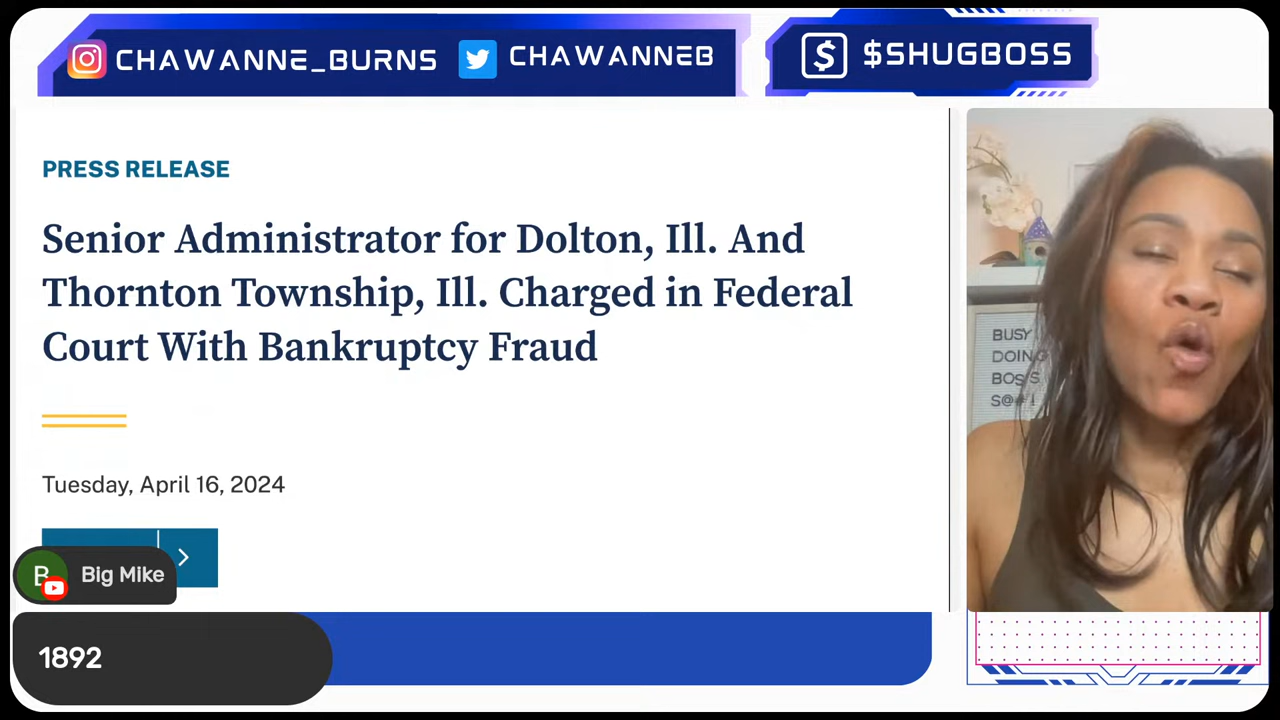 CHAWANNE_BURNS
CHAWANNEB
$ $SHUGBOSS
PRESS RELEASE
Senior Administrator for Dolton, Ill. And
Thornton Township, Ill. Charged in Federal
Court With Bankruptcy Fraud
Tuesday, April 16, 2024
B Big Mike
1892
BUSY
DOING
BOSS
S@#!